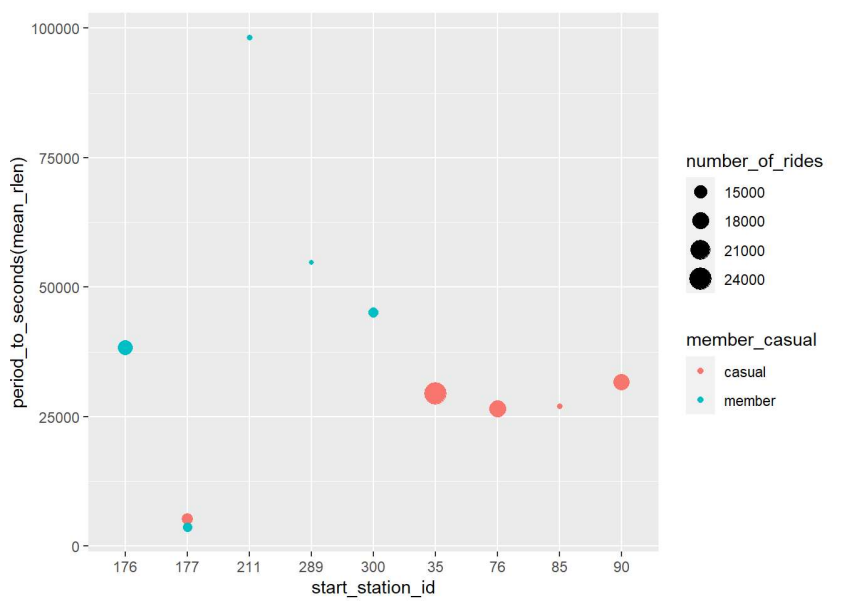 100000
75000
50000
25000
0
period_to_seconds(mean_rlen)
176 177 211 289 300 35 76 85 90
start_station_id
number_of_rides
15000
18000
21000
24000
member_casual
casual
member